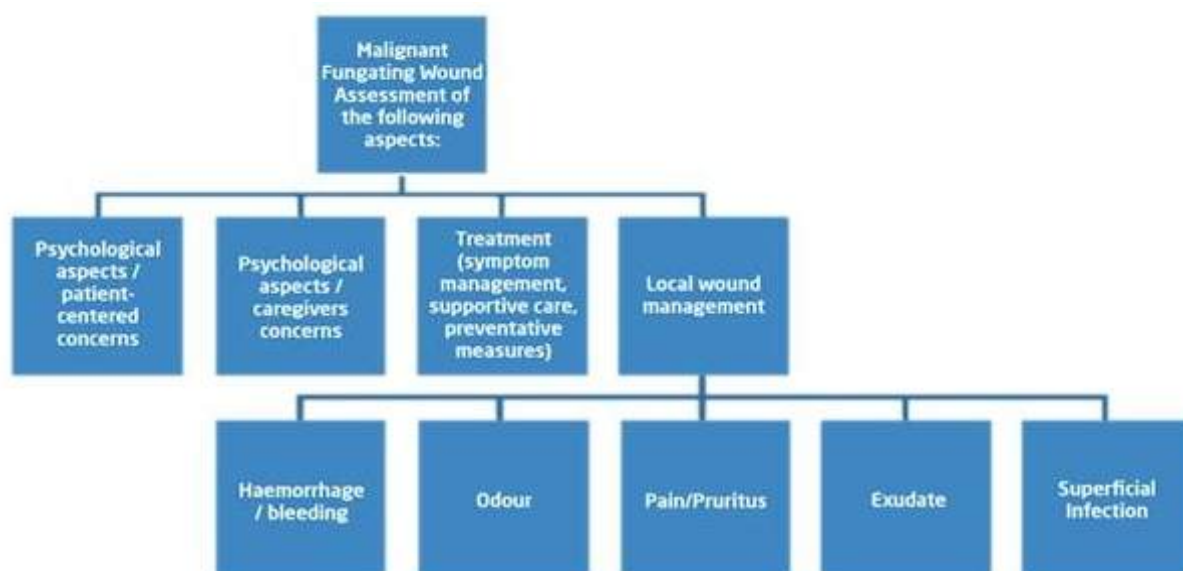 Malignant
Fungating Wound
Assessment of
the following
aspects:
Psychological
aspects /
patient-
centered
concerns
Psychological
aspects /
caregivers
concerns
Treatment
(symptom
management,
supportive care,
preventative
measures)
Local wound
management
Haemorrhage
/ bleeding
Odour
Pain/Pruritus
Exudate
Superficial
Infection